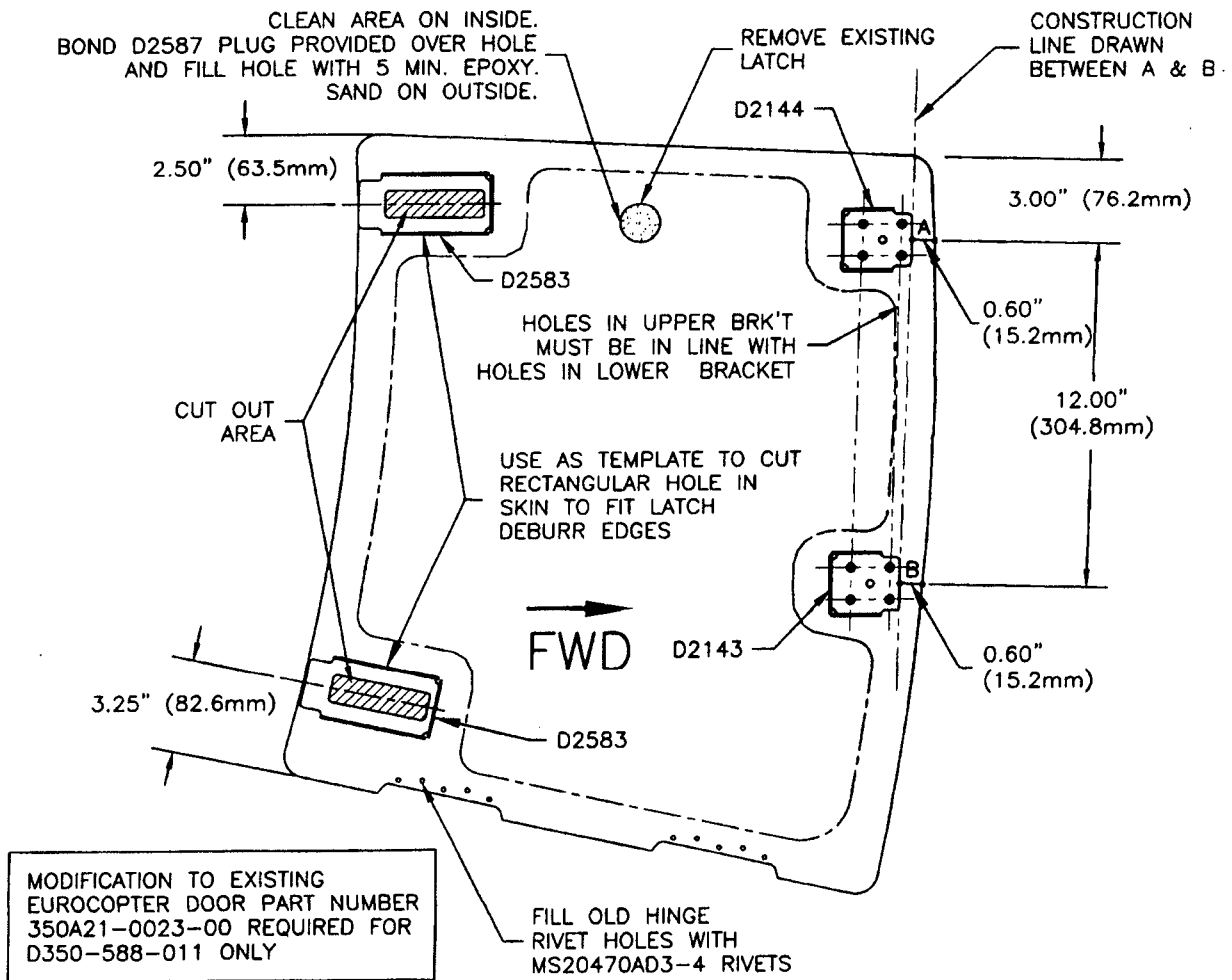 CLEAN AREA ON INSIDE.
BOND D2587 PLUG PROVIDED OVER HOLE
AND FILL HOLE WITH 5 MIN. EPOXY.
SAND ON OUTSIDE.
REMOVE EXISTING
LATCH
CONSTRUCTION
LINE DRAWN
BETWEEN A & B
D2144
2.50" (63.5mm)
3.00" (76.2mm)
A
D2583
0.60"
(15.2mm)
HOLES IN UPPER BRK'T
MUST BE IN LINE WITH
HOLES IN LOWER BRACKET
12.00"
(304.8mm)
CUT OUT
AREA
USE AS TEMPLATE TO CUT
RECTANGULAR HOLE IN
SKIN TO FIT LATCH
DEBURR EDGES
B
FWD
D2143
0.60"
(15.2mm)
3.25" (82.6mm)
D2583
MODIFICATION TO EXISTING
EUROCOPTER DOOR PART NUMBER
350A21-0023-00 REQUIRED FOR
D350-588-011 ONLY
FILL OLD HINGE
RIVET HOLES WITH
MS20470AD3-4 RIVETS